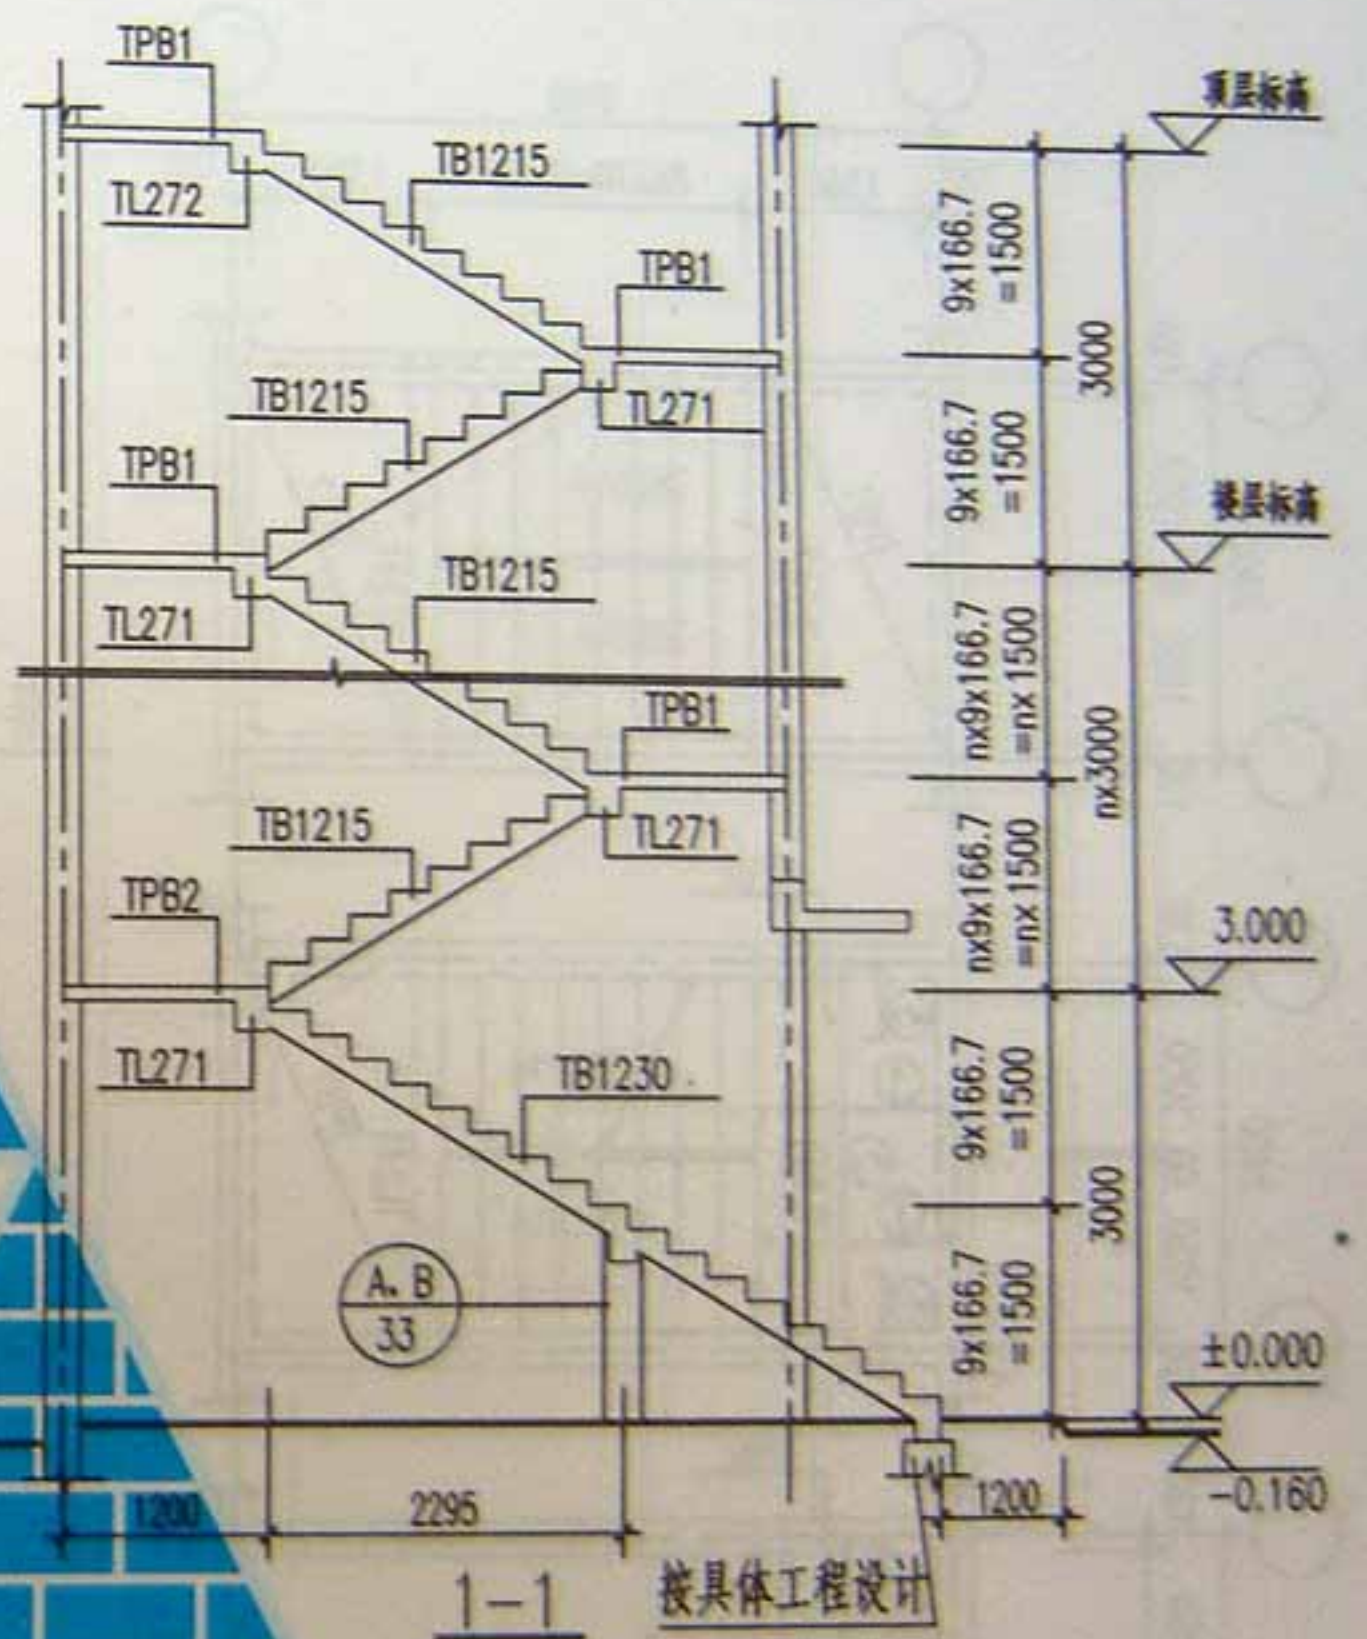 TPB1
顶层标高
TB1215
TL272
9x166.7
=1500
TPB1
3000
TB1215
TL271
9x166.7
=1500
TPB1
楼层标高
TB1215
TL271
nx9x166.7
=nx1500
TPB1
nx3000
TB1215
TL271
nx9x166.7
=nx1500
TPB2
3.000
TL271
TB1230
9x166.7
=1500
3000
A. B
33
9x166.7
=1500
±0.000
-0.160
1200
2295
1200
1-1
按具体工程设计